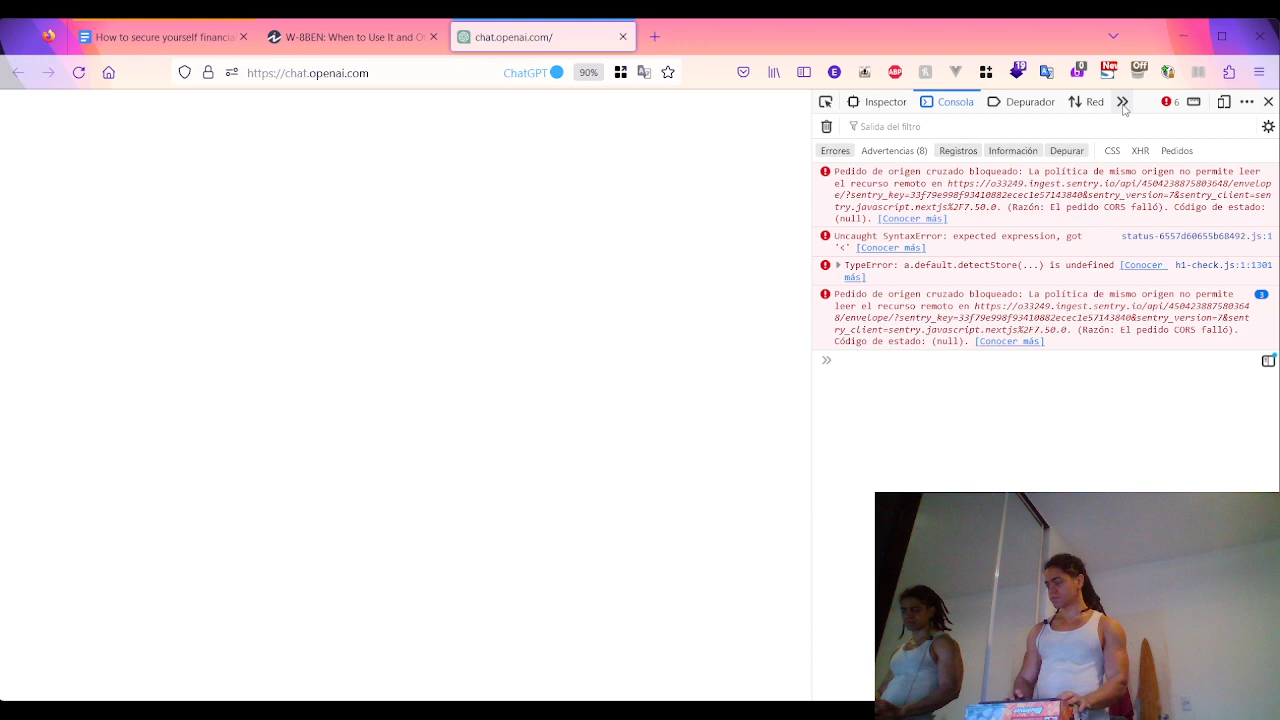 How to secure yourself financia
W-8BEN: When to Use It and O
chat.openai.com/
https://chat.openai.com
ChatGPT
90%
E
ABP
19
0
New
Off
Inspector
Consola
Depurador
Red
6
Salida del filtro
Errores
Advertencias (8)
Registros
Información
Depurar
CSS
XHR
Pedidos
Pedido de origen cruzado bloqueado: La política de mismo origen no permite leer
el recurso remoto en https://o33249.ingest.sentry.io/api/4504238875803648/envelop
e/?sentry_key=33f79e998f93410882ecec1e57143840&sentry_version=7&sentry_client=sen
try.javascript.nextjs%2F7.50.0. (Razón: El pedido CORS falló). Código de estado:
(null). [Conocer más]
Uncaught SyntaxError: expected expression, got status-6557d60655b68492.js:1
'<' [Conocer más]
TypeError: a.default.detectStore(...) is undefined [Conocer h1-check.js:1:1301
más]
Pedido de origen cruzado bloqueado: La política de mismo origen no permite 3
leer el recurso remoto en https://o33249.ingest.sentry.io/api/450423887580364
8/envelope/?sentry_key=33f79e998f93410882ecec1e57143840&sentry_version=7&sent
ry_client=sentry.javascript.nextjs%2F7.50.0. (Razón: El pedido CORS falló).
Código de estado: (null). [Conocer más]